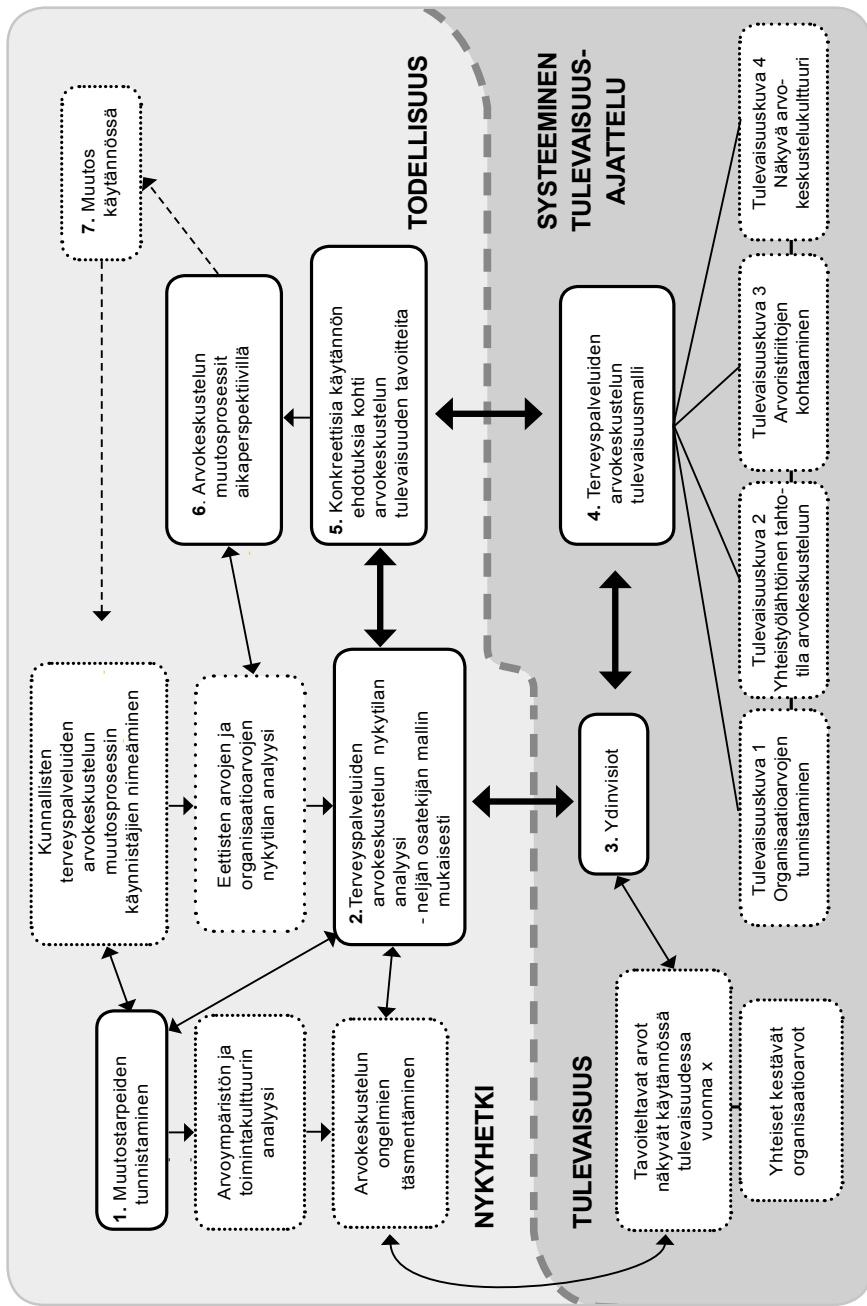 1. Muutostarpeiden
tunnistaminen
Arvoympäristön ja
toimintakulttuurin
analyysi
Arvokeskustelun
ongelmien
täsmentäminen
NYKYHETKI
Kunnallisten
terveyspalveluiden
arvokeskustelun
muutosprosessin
käynnistäjien nimeäminen
Eettisten arvojen ja
organisaatioarvojen
nykytilan analyysi
2.Terveyspalveluiden
arvokeskustelun nykytilan
analyysi
- neljän osatekijän mallin
mukaisesti
7. Muutos
käytännössä
6. Arvokeskustelun
muutosprosessit
aikaperspektiivillä
5. Konkreettisia käytännön
ehdotuksia kohti
arvokeskustelun
tulevaisuuden tavoitteita
TODELLISUUS
TULEVAISUUS
Tavoiteltavat arvot
näkyvät käytännössä
tulevaisuudessa
vuonna x
Yhteiset kestävät
organisaatioarvot
3. Ydinvisiot
SYSTEEMINEN
TULEVAISUUS-
AJATTELU
4. Terveyspalveluiden
arvokeskustelun
tulevaisuusmalli
Tulevaisuuskuva 1
Organisaatioarvojen
tunnistaminen
Tulevaisuuskuva 2
Yhteistyölähtöinen tahto-
tila arvokeskusteluun
Tulevaisuuskuva 3
Arvoristiriitojen
kohtaaminen
Tulevaisuuskuva 4
Näkyvä arvo-
keskustelukulttuuri